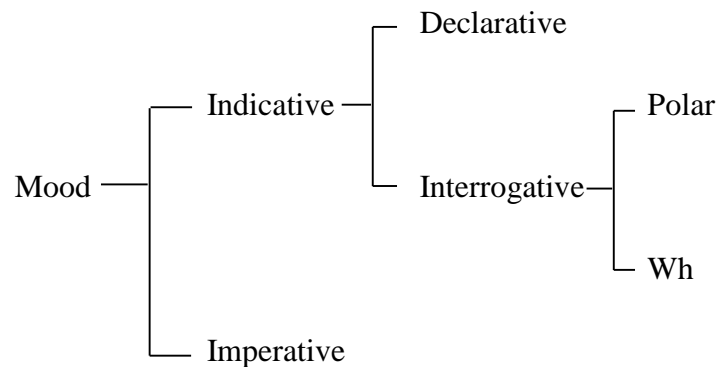 Declarative
Indicative
Polar
Mood
Interrogative
Wh
Imperative